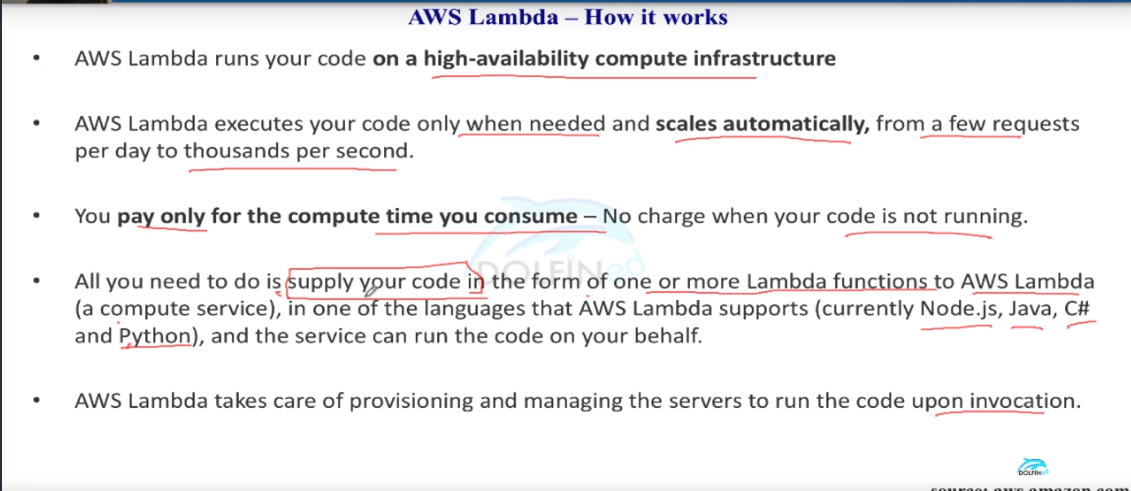 AWS Lambda – How it works
• AWS Lambda runs your code on a high-availability compute infrastructure
• AWS Lambda executes your code only when needed and scales automatically, from a few requests
per day to thousands per second.
• You pay only for the compute time you consume – No charge when your code is not running.
DOLFINed
• All you need to do is supply your code in the form of one or more Lambda functions to AWS Lambda
(a compute service), in one of the languages that AWS Lambda supports (currently Node.js, Java, C#
and Python), and the service can run the code on your behalf.
• AWS Lambda takes care of provisioning and managing the servers to run the code upon invocation.
DOLFINed
source: aws.amazon.com